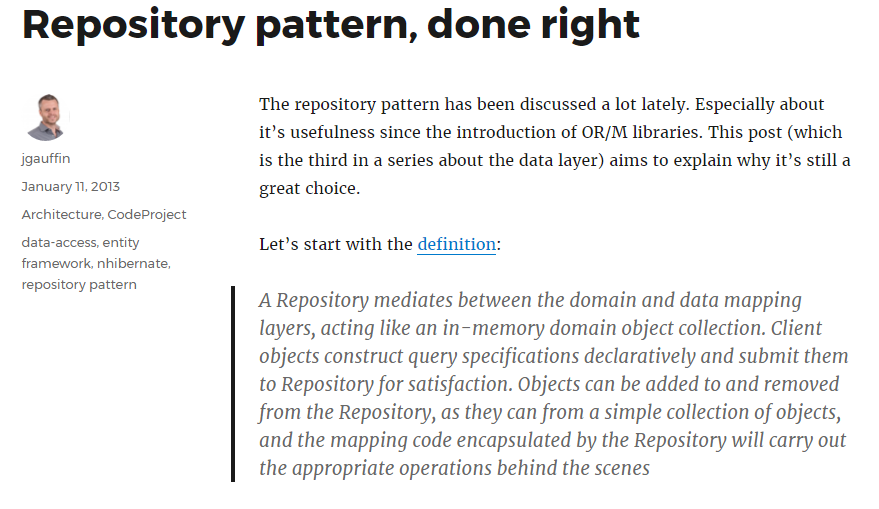 Repository pattern, done right
jgauffin
January 11, 2013
Architecture, CodeProject
data-access, entity
framework, nhibernate,
repository pattern
The repository pattern has been discussed a lot lately. Especially about
it’s usefulness since the introduction of OR/M libraries. This post (which
is the third in a series about the data layer) aims to explain why it’s still a
great choice.
Let’s start with the definition:
A Repository mediates between the domain and data mapping
layers, acting like an in-memory domain object collection. Client
objects construct query specifications declaratively and submit them
to Repository for satisfaction. Objects can be added to and removed
from the Repository, as they can from a simple collection of objects,
and the mapping code encapsulated by the Repository will carry out
the appropriate operations behind the scenes